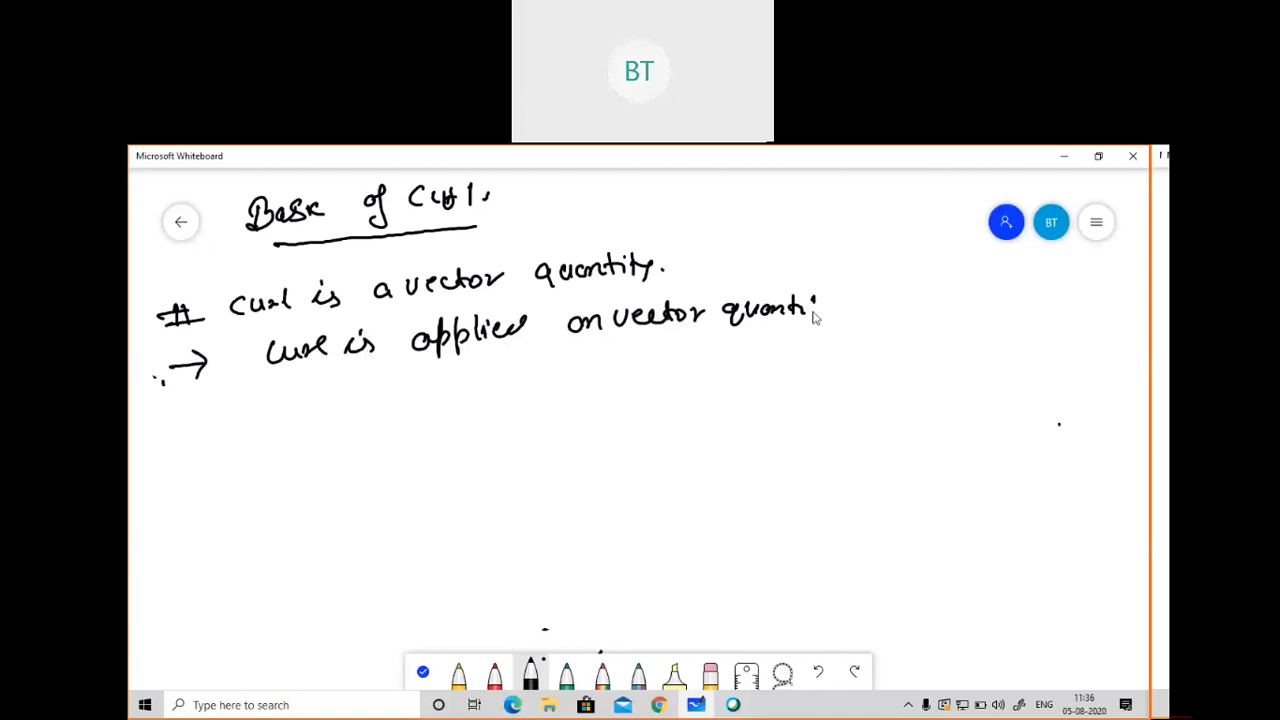 BT
Microsoft Whiteboard
Basic of Curl.
BT
# Curl is a vector quantity.
∴ → Curl is applied on vector quanti
Type here to search
ENG
11:36
05-08-2020